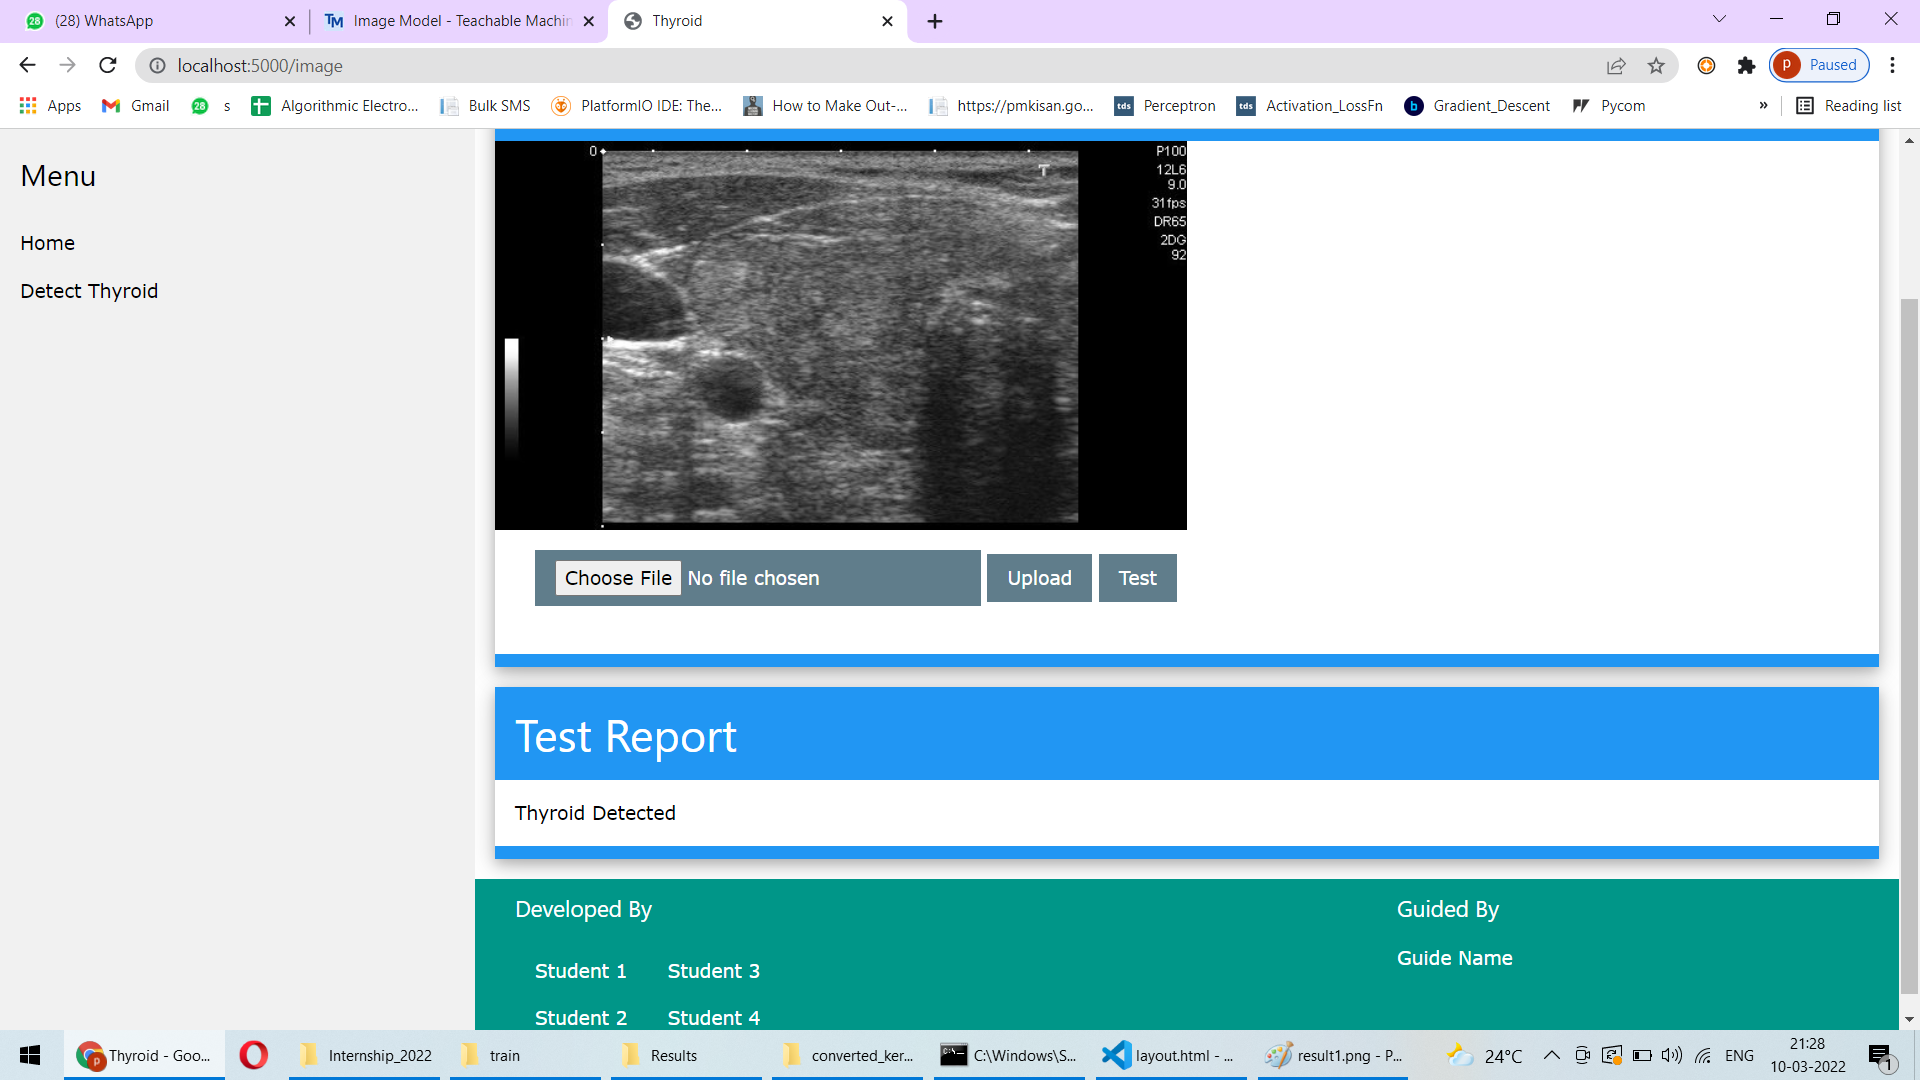 (28) WhatsApp
Image Model - Teachable Machin
Thyroid
localhost:5000/image
Paused
Apps
Gmail
s
Algorithmic Electro...
Bulk SMS
PlatformIO IDE: The...
How to Make Out-...
https://pmkisan.go...
Perceptron
Activation_LossFn
Gradient_Descent
Pycom
»
Reading list
Menu
Home
Detect Thyroid
0
T
P100
12L6
9.0
31fps
DR65
2DG
92
Choose File No file chosen
Upload
Test
Test Report
Thyroid Detected
Developed By
Guided By
Student 1
Student 3
Guide Name
Student 2
Student 4
Thyroid - Goo...
Internship_2022
train
Results
converted_ker...
C:\Windows\S...
layout.html - ...
result1.png - P...
24°C
ENG
21:28
10-03-2022
1